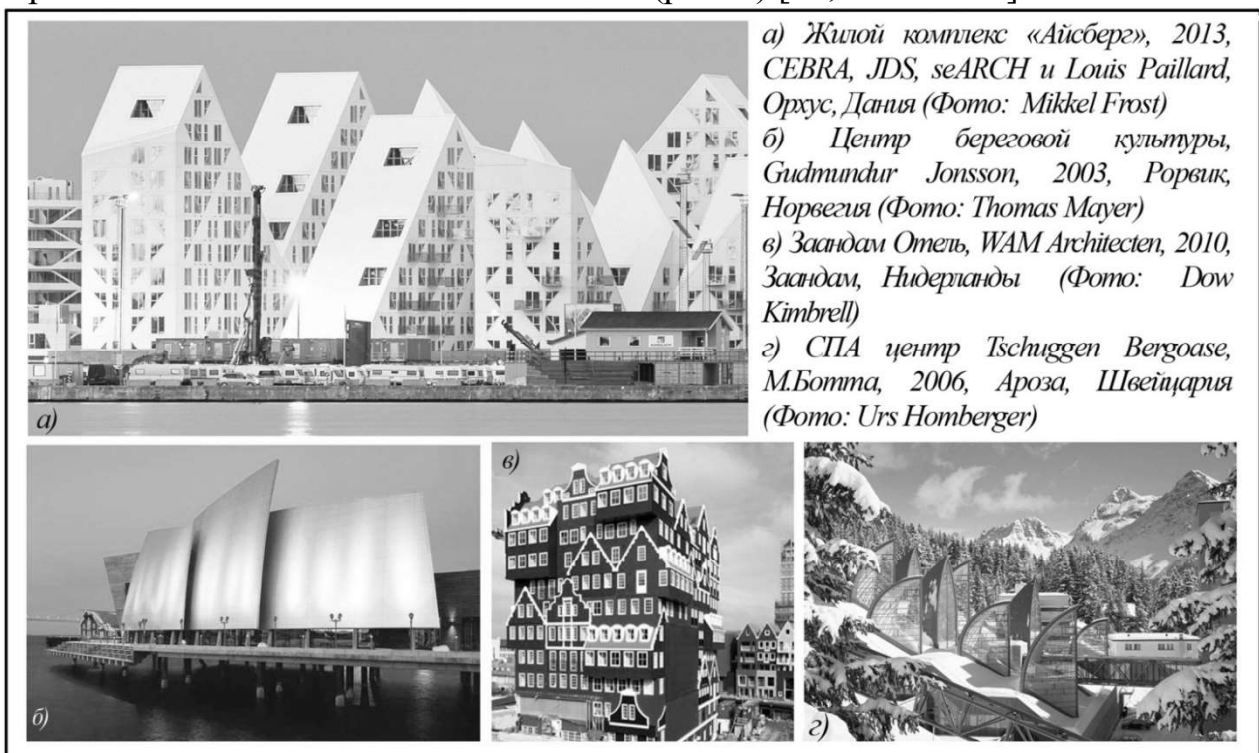 а) Жилой комплекс «Айсберг», 2013,
CEBRA, JDS, seARCH и Louis Paillard,
Орхус, Дания (Фото: Mikkel Frost)
б) Центр береговой культуры,
Gudmundur Jonsson, 2003, Рорвик,
Норвегия (Фото: Thomas Mayer)
в) Заандам Отель, WAM Architecten, 2010,
Заандам, Нидерланды (Фото: Dow
Kimbrell)
г) СПА центр Tschuggen Bergoase,
М.Ботта, 2006, Ароза, Швейцария
(Фото: Urs Homberger)
а)
б)
в)
г)